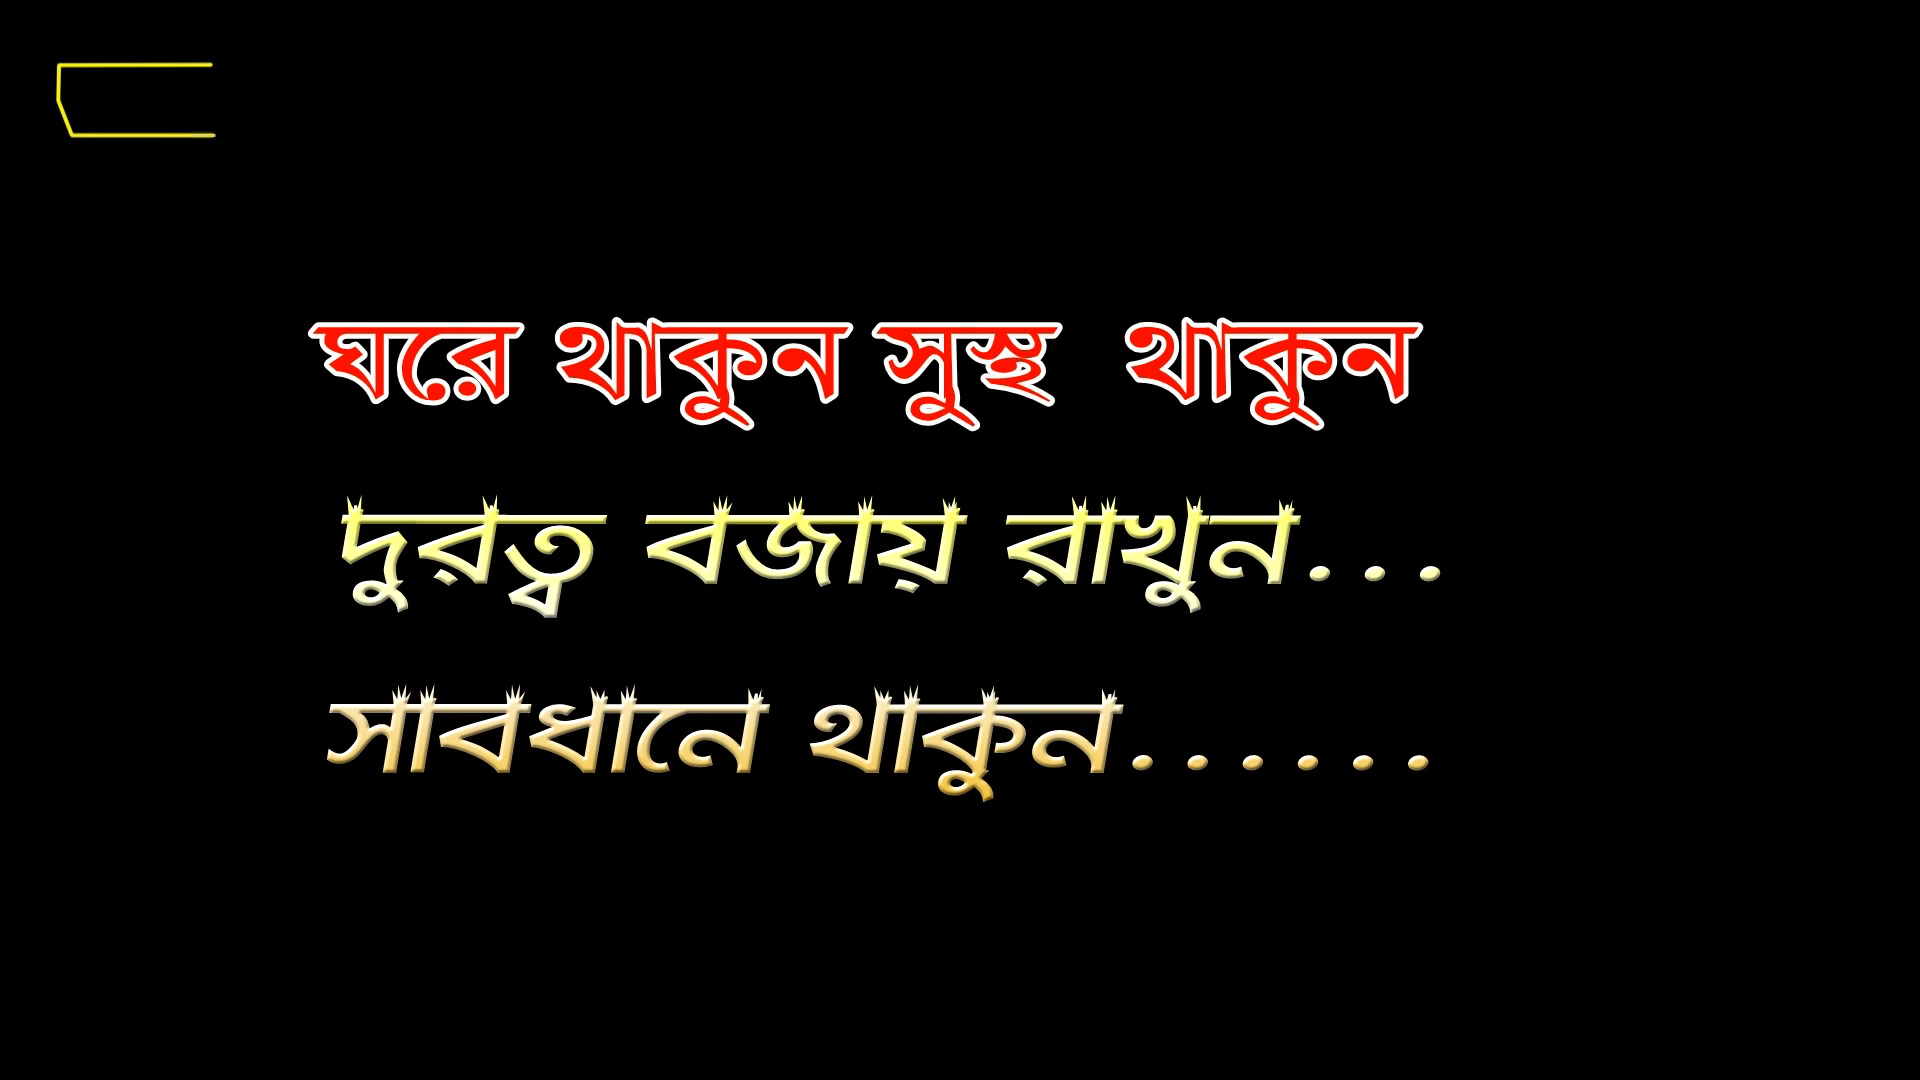 ঘরে থাকুন সুস্থ থাকুন
দুরত্ব বজায় রাখুন...
সাবধানে থাকুন......